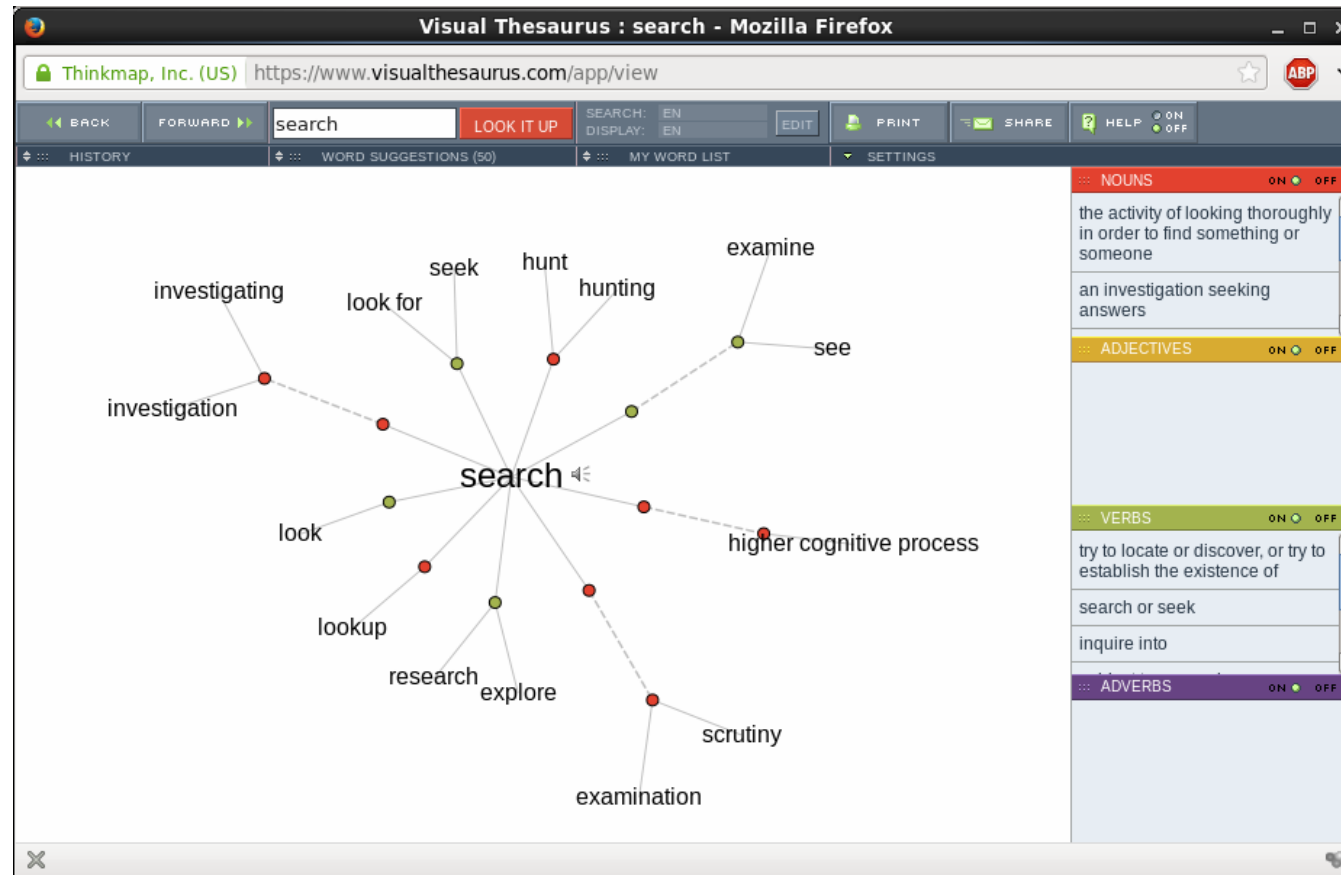 Visual Thesaurus : search - Mozilla Firefox
Thinkmap, Inc. (US) https://www.visualthesaurus.com/app/view
ABP
BACK
FORWARD
search
LOOK IT UP
SEARCH: EN
DISPLAY: EN
EDIT
PRINT
SHARE
HELP
ON
OFF
HISTORY
WORD SUGGESTIONS (50)
MY WORD LIST
SETTINGS
examine
hunt
seek
hunting
investigating
look for
see
investigation
search
look
higher cognitive process
lookup
research
explore
scrutiny
examination
NOUNS ON OFF
the activity of looking thoroughly
in order to find something or
someone
an investigation seeking
answers
ADJECTIVES ON OFF
VERBS ON OFF
try to locate or discover, or try to
establish the existence of
search or seek
inquire into
ADVERBS ON OFF